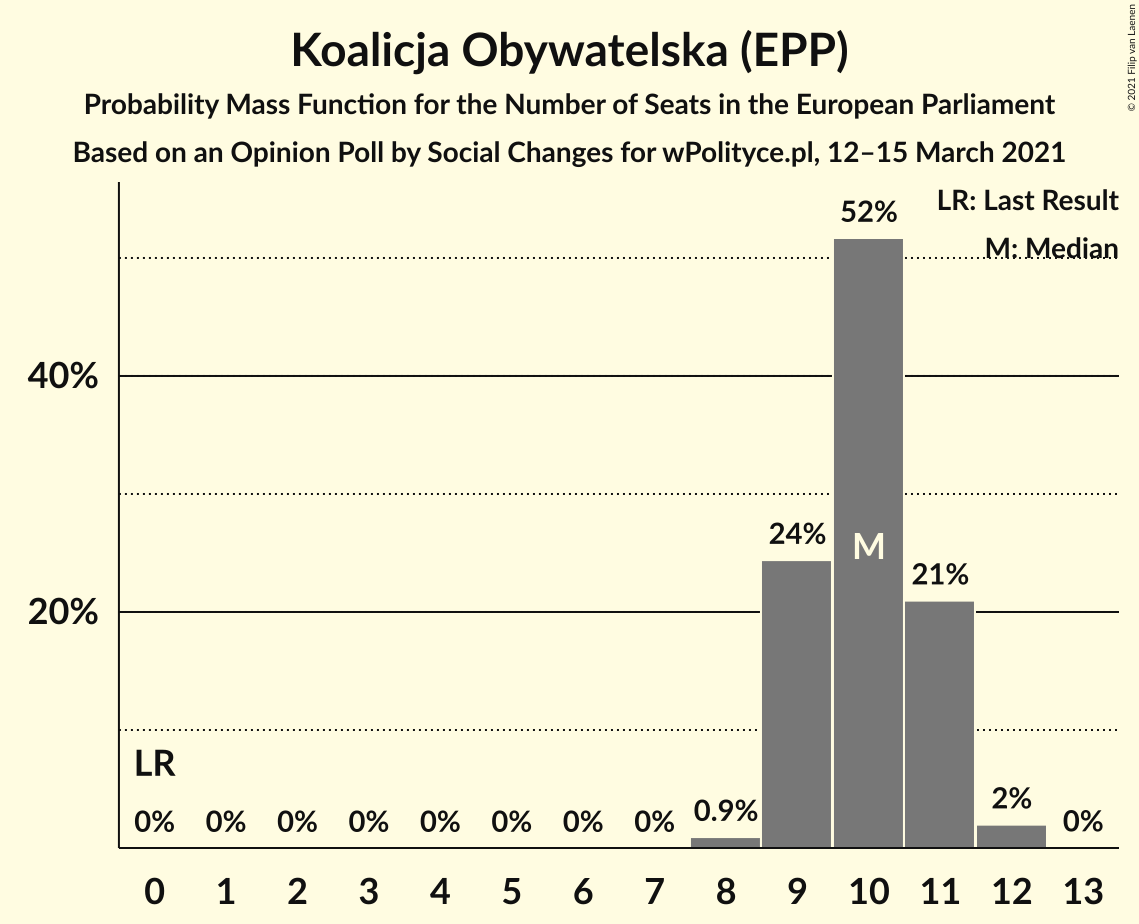 Koalicja Obywatelska (EPP)
Probability Mass Function for the Number of Seats in the European Parliament
Based on an Opinion Poll by Social Changes for wPolityce.pl, 12–15 March 2021
© 2021 Filip van Laenen
LR: Last Result
M: Median
52%
40%
24%
M
21%
20%
LR
0% 0% 0% 0% 0% 0% 0% 0% 0.9% 2% 0%
0 1 2 3 4 5 6 7 8 9 10 11 12 13